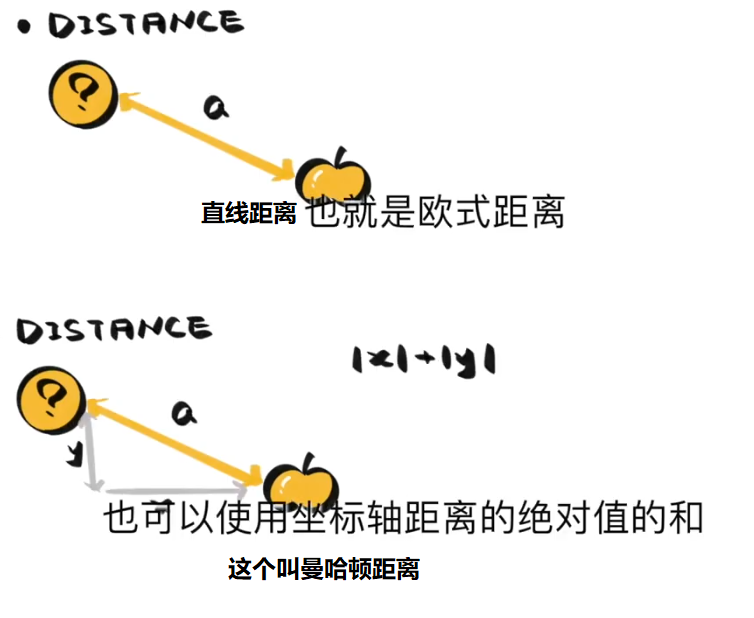 • DISTANCE
?
a
直线距离 也就是欧式距离
DISTANCE
|x|+|y|
?
a
y
也可以使用坐标轴距离的绝对值的和
这个叫曼哈顿距离